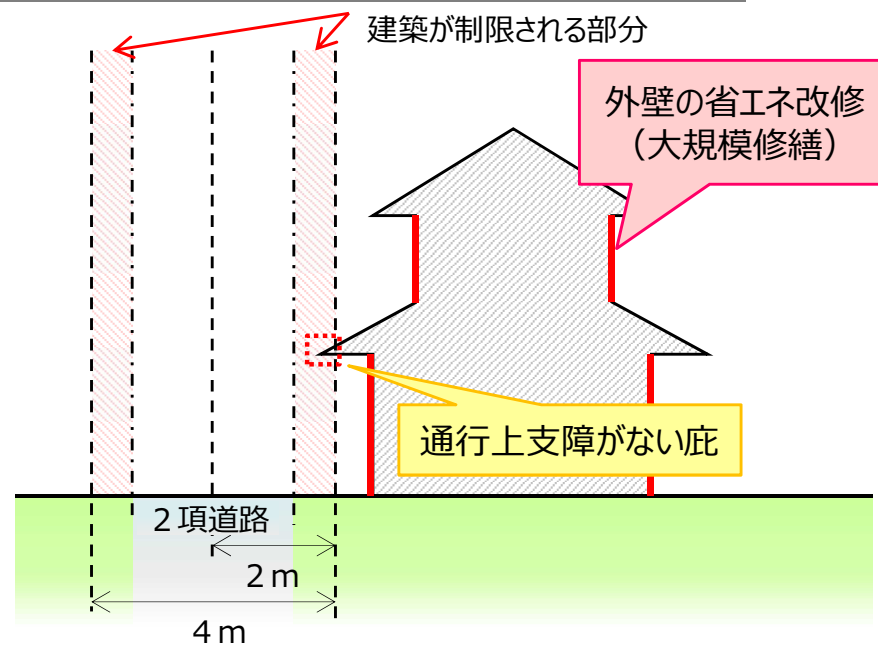 建築が制限される部分
外壁の省エネ改修
（大規模修繕）
通行上支障がない庇
２項道路
２ｍ
４ｍ